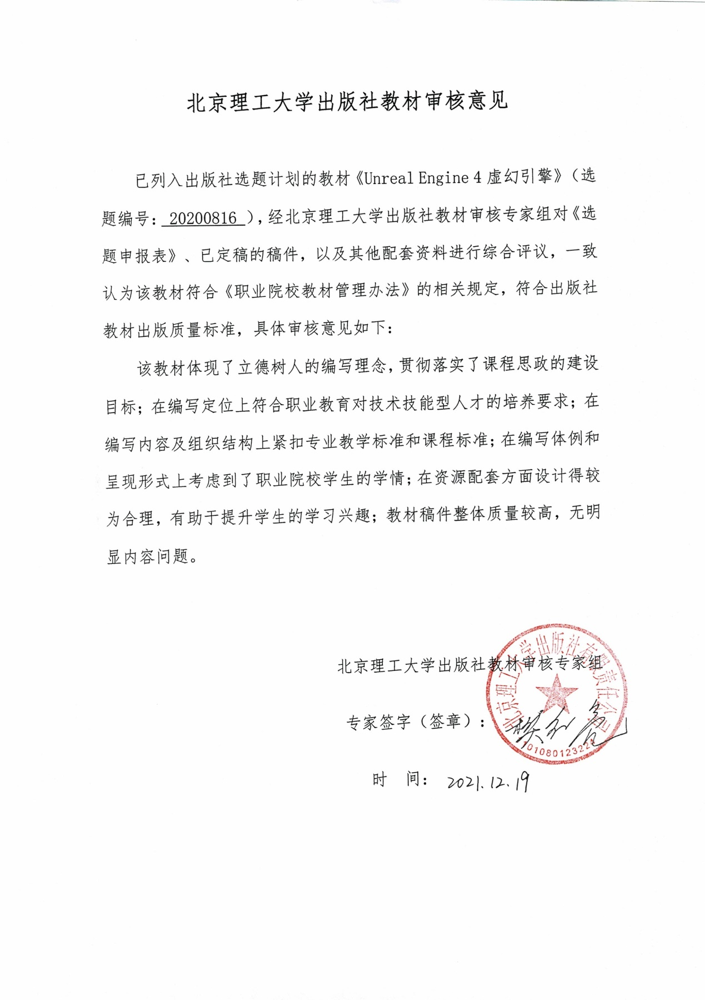 北京理工大学出版社教材审核意见
已列入出版社选题计划的教材《Unreal Engine 4 虚幻引擎》（选
题编号：20200816），经北京理工大学出版社教材审核专家组对《选
题申报表》、已定稿的稿件，以及其他配套资料进行综合评议，一致
认为该教材符合《职业院校教材管理办法》的相关规定，符合出版社
教材出版质量标准，具体审核意见如下：
该教材体现了立德树人的编写理念，贯彻落实了课程思政的建设
目标；在编写定位上符合职业教育对技术技能型人才的培养要求；在
编写内容及组织结构上紧扣专业教学标准和课程标准；在编写体例和
呈现形式上考虑到了职业院校学生的学情；在资源配套方面设计得较
为合理，有助于提升学生的学习兴趣；教材稿件整体质量较高，无明
显内容问题。
北京理工大学出版社教材审核专家组
北京理工大学出版社有限责任公司
专家签字（签章）：
101080123224
时 间： 2021.12.19